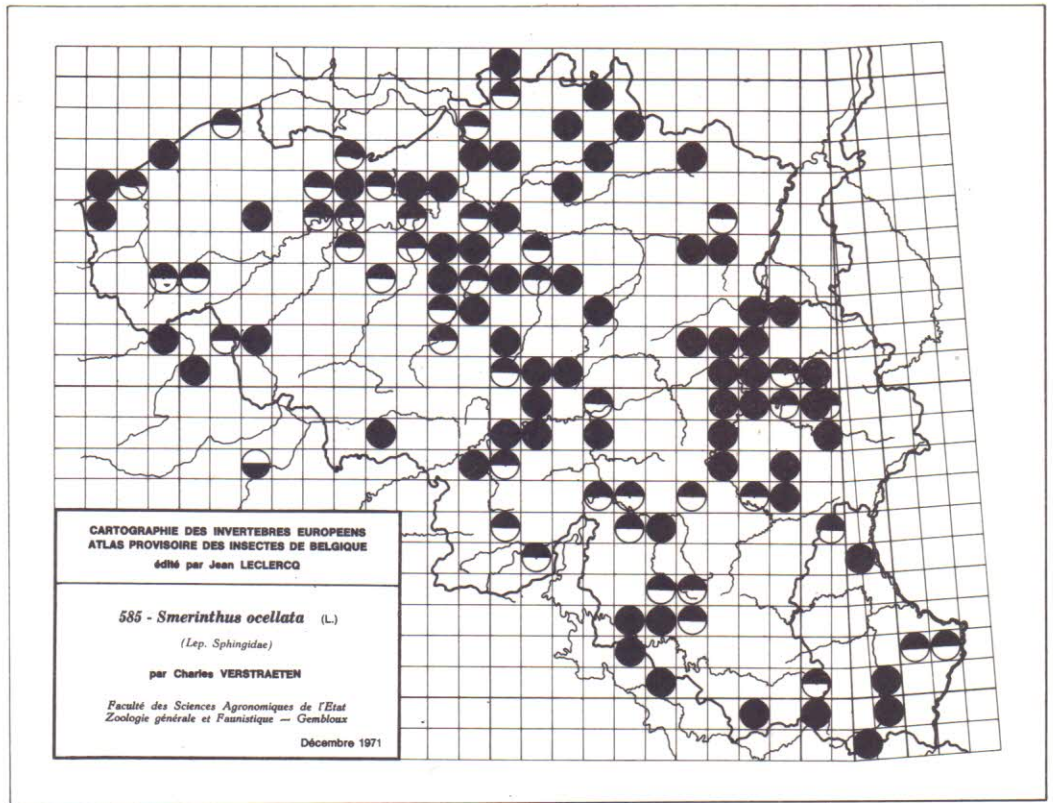 CARTOGRAPHIE DES INVERTEBRES EUROPEENS
ATLAS PROVISOIRE DES INSECTES DE BELGIQUE
édité par Jean LECLERCQ
585 - Smerinthus ocellata (L.)
(Lep. Sphingidae)
par Charles VERSTRAETEN
Faculté des Sciences Agronomiques de l'Etat
Zoologie générale et Faunistique — Gembloux
Décembre 1971